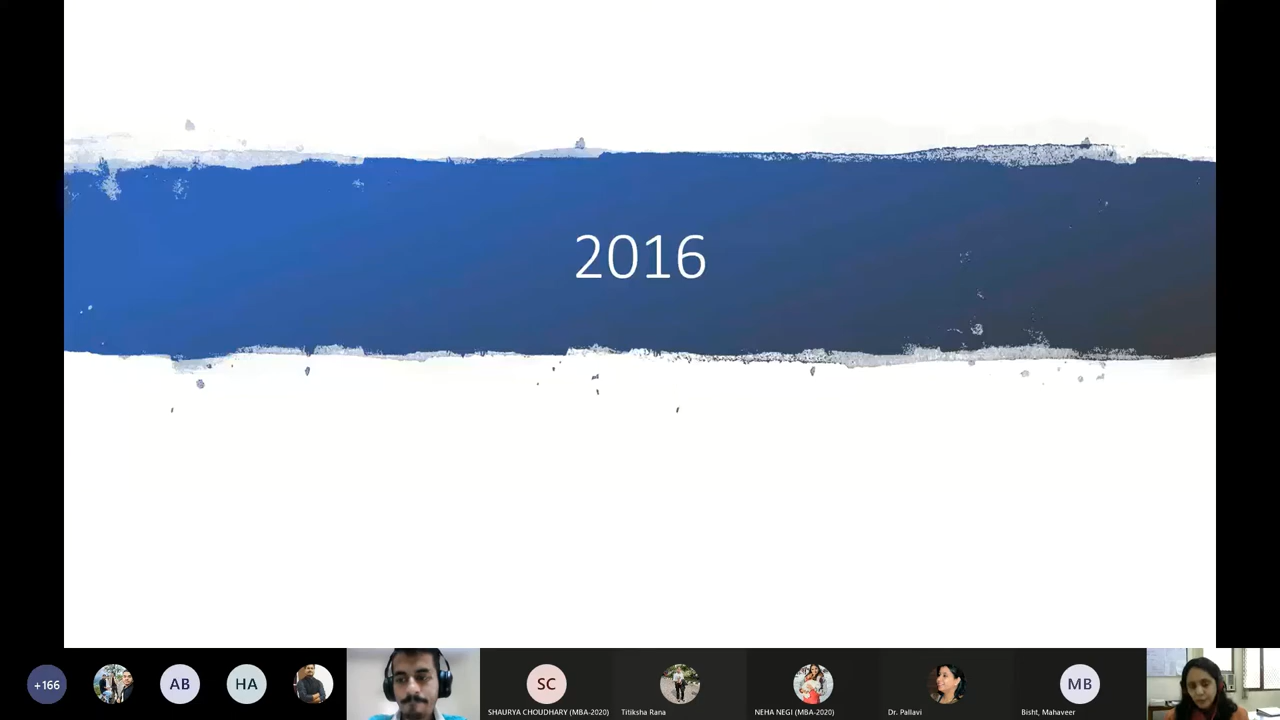 2016
+166
AB
HA
SC
SHAURYA CHOUDHARY (MBA-2020)
Titiksha Rana
NEHA NEGI (MBA-2020)
Dr. Pallavi
MB
Bisht, Mahaveer